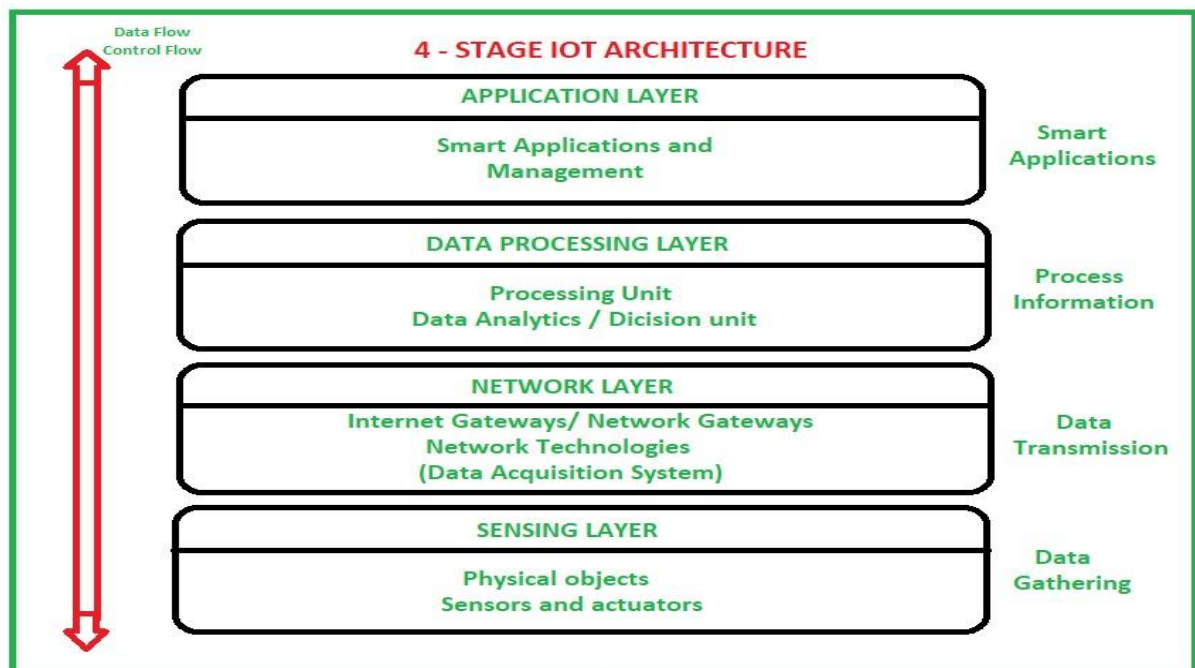 Data Flow
Control Flow
4 - STAGE IOT ARCHITECTURE
APPLICATION LAYER
Smart Applications and
Management
Smart
Applications
DATA PROCESSING LAYER
Processing Unit
Data Analytics / Dicision unit
Process
Information
NETWORK LAYER
Internet Gateways/ Network Gateways
Network Technologies
(Data Acquisition System)
Data
Transmission
SENSING LAYER
Physical objects
Sensors and actuators
Data
Gathering